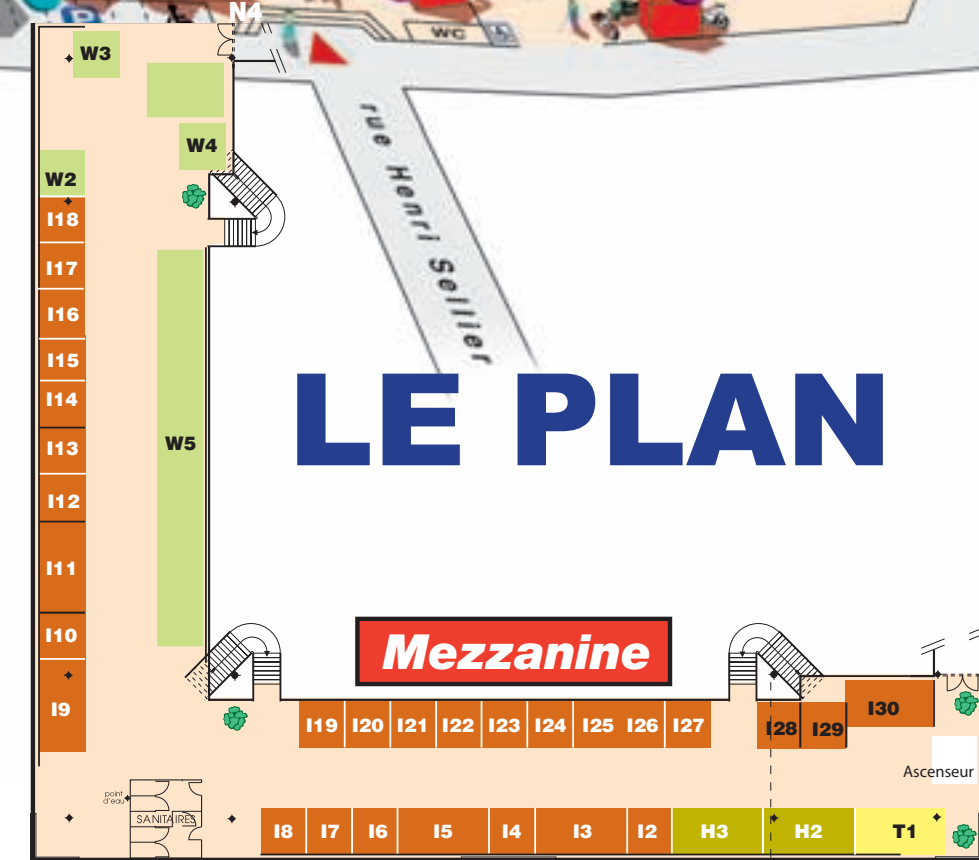 N4
P
WC
W3
W4
W2
rue Henri Sellier
I18
I17
I16
I15
I14
I13
I12
I11
I10
I9
W5
LE PLAN
Mezzanine
I19 I20 I21 I22 I23 I24 I25 I26 I27 I28 I29 I30
Ascenseur
point
d'eau
SANITAIRES
I8 I7 I6 I5 I4 I3 I2 H3 H2 T1